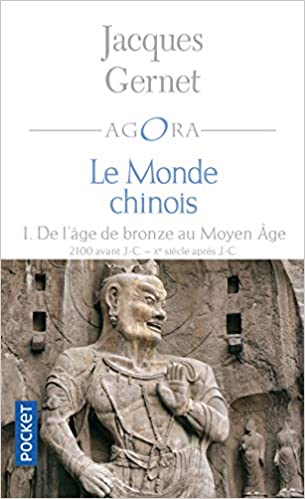 Jacques
Gernet
AGORA
Le Monde
chinois
1. De l'âge de bronze au Moyen Âge
2100 avant J.-C. – Xe siècle après J.-C.
POCKET